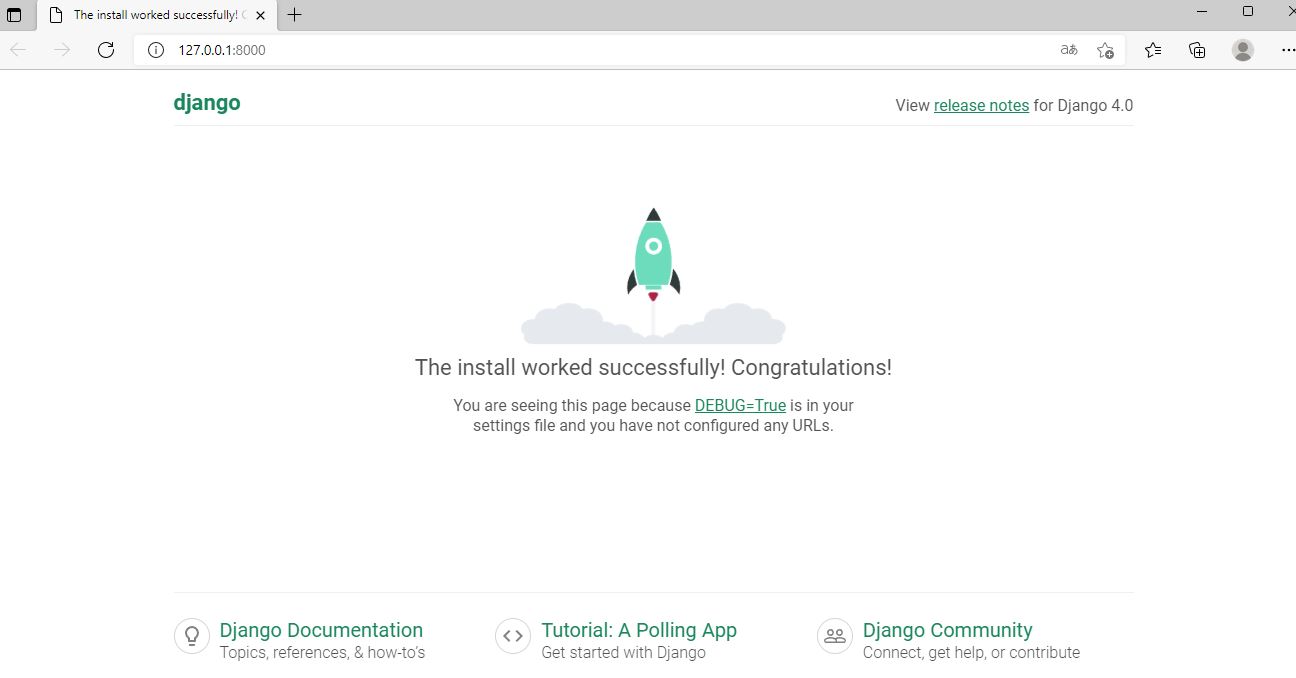 The install worked successfully!
127.0.0.1:8000
aあ
django
View release notes for Django 4.0
The install worked successfully! Congratulations!
You are seeing this page because DEBUG=True is in your
settings file and you have not configured any URLs.
Django Documentation
Topics, references, & how-to's
Tutorial: A Polling App
Get started with Django
Django Community
Connect, get help, or contribute